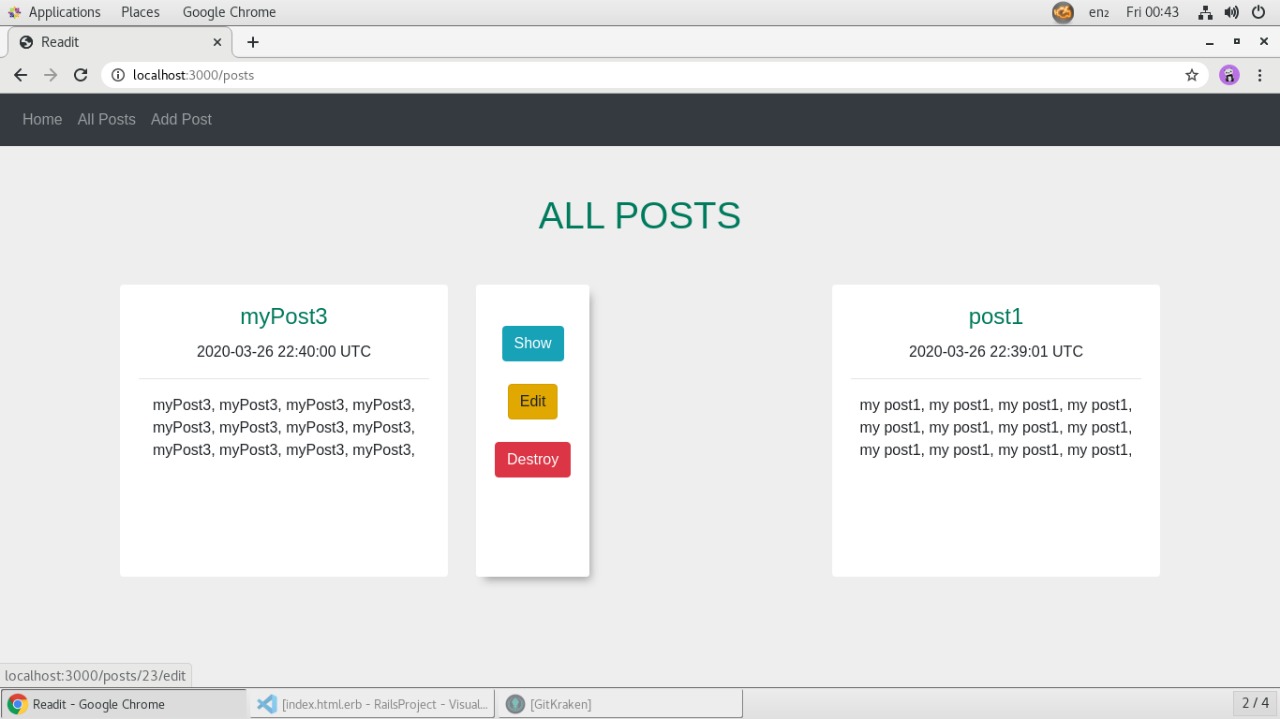 Applications Places Google Chrome en₂ Fri 00:43
Readit
localhost:3000/posts
Home All Posts Add Post
ALL POSTS
myPost3
2020-03-26 22:40:00 UTC
myPost3, myPost3, myPost3, myPost3,
myPost3, myPost3, myPost3, myPost3,
myPost3, myPost3, myPost3, myPost3,
Show
Edit
Destroy
post1
2020-03-26 22:39:01 UTC
my post1, my post1, my post1, my post1,
my post1, my post1, my post1, my post1,
my post1, my post1, my post1, my post1,
localhost:3000/posts/23/edit
Readit - Google Chrome [index.html.erb - RailsProject - Visual... [GitKraken] 2 / 4